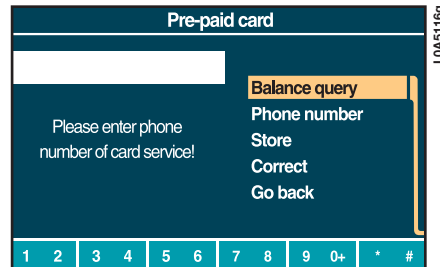 Pre-paid card
Please enter phone
number of card service!
Balance query
Phone number
Store
Correct
Go back
1 2 3 4 5 6 7 8 9 0+ * #
LOA5116g